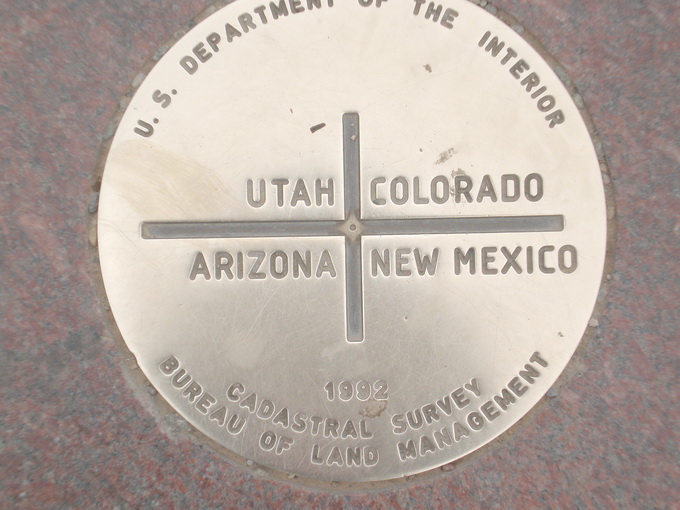 U. S. DEPARTMENT OF THE INTERIOR
UTAH COLORADO
ARIZONA NEW MEXICO
1992
CADASTRAL SURVEY
BUREAU OF LAND MANAGEMENT